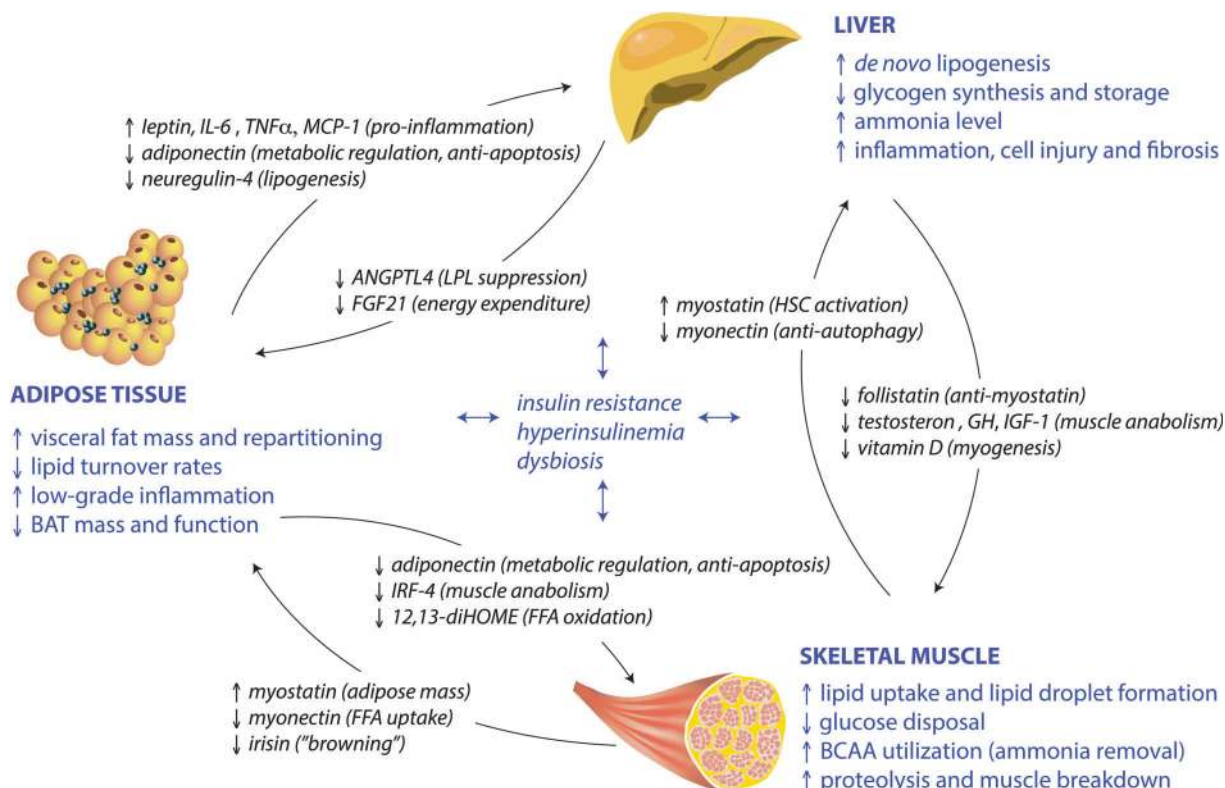 LIVER
↑ de novo lipogenesis
↓ glycogen synthesis and storage
↑ ammonia level
↑ inflammation, cell injury and fibrosis
↑ leptin, IL-6 , TNFα, MCP-1 (pro-inflammation)
↓ adiponectin (metabolic regulation, anti-apoptosis)
↓ neuregulin-4 (lipogenesis)
↓ ANGPTL4 (LPL suppression)
↓ FGF21 (energy expenditure)
↑ myostatin (HSC activation)
↓ myonectin (anti-autophagy)
ADIPOSE TISSUE
↑ visceral fat mass and repartitioning
↓ lipid turnover rates
↑ low-grade inflammation
↓ BAT mass and function
insulin resistance
hyperinsulinemia
dysbiosis
↓ follistatin (anti-myostatin)
↓ testosteron , GH, IGF-1 (muscle anabolism)
↓ vitamin D (myogenesis)
↓ adiponectin (metabolic regulation, anti-apoptosis)
↓ IRF-4 (muscle anabolism)
↓ 12,13-diHOME (FFA oxidation)
↑ myostatin (adipose mass)
↓ myonectin (FFA uptake)
↓ irisin ("browning")
SKELETAL MUSCLE
↑ lipid uptake and lipid droplet formation
↓ glucose disposal
↑ BCAA utilization (ammonia removal)
↑ proteolysis and muscle breakdown